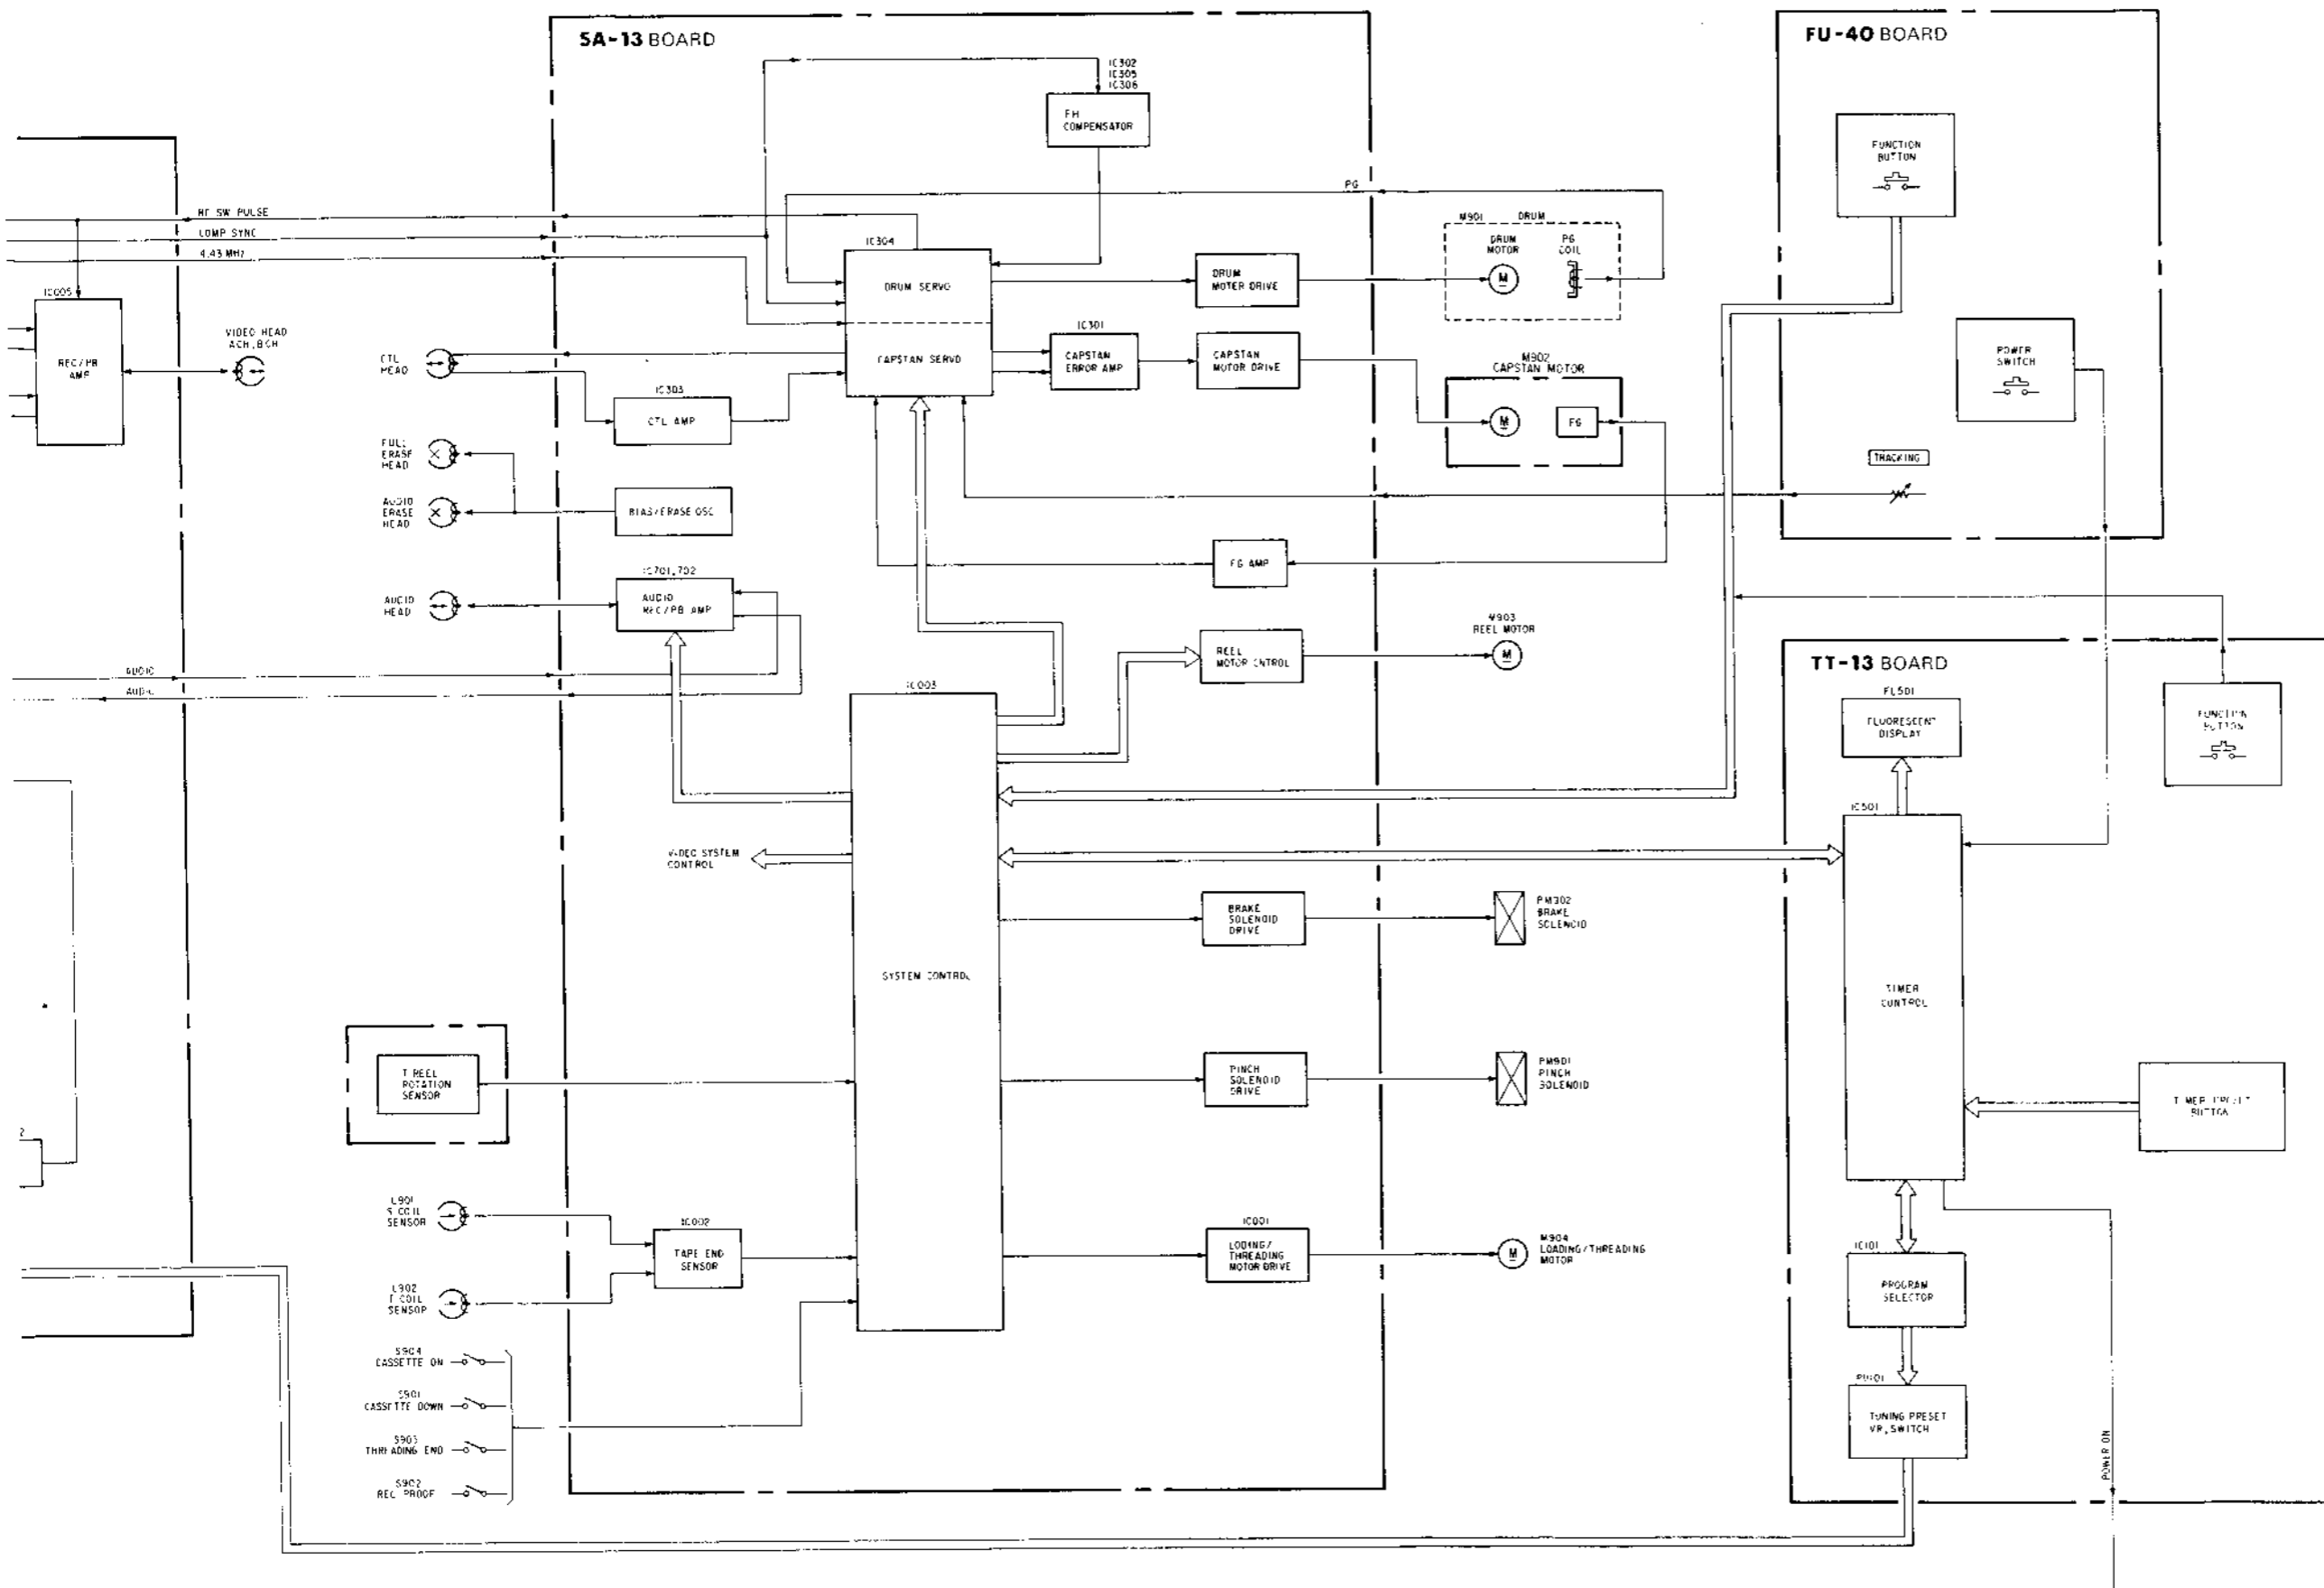 SA-13 BOARD
FU-40 BOARD
IC302
IC305
IC306
FH
COMPENSATOR
FUNCTION
BUTTON
PG
RF SW PULSE
COMP SYNC
4.43 MHz
IC304
M901 DRUM
DRUM
MOTOR
PG
COIL
M
DRUM SERVO
DRUM
MOTER DRIVE
IC005
REC/PB
AMP
VIDEO HEAD
ACH, BCH
CTL
HEAD
CAPSTAN SERVO
IC301
CAPSTAN
ERROR AMP
CAPSTAN
MOTOR DRIVE
M902
CAPSTAN MOTOR
M
FG
POWER
SWITCH
IC303
CTL AMP
FULL
ERASE
HEAD
TRACKING
AUDIO
ERASE
HEAD
BIAS/ERASE OSC
FG AMP
IC701,702
AUDIO
REC/PB AMP
AUDIO
HEAD
M903
REEL MOTOR
M
REEL
MOTOR CNTROL
AUDIO
AUDIO
TT-13 BOARD
IC003
FL501
FLUORESCENT
DISPLAY
FUNCTION
BUTTON
IC501
VIDEO SYSTEM
CONTROL
BRAKE
SOLENOID
DRIVE
PM302
BRAKE
SOLENOID
SYSTEM CONTROL
TIMER
CONTROL
T REEL
ROTATION
SENSOR
PINCH
SOLENOID
DRIVE
PM901
PINCH
SOLENOID
BUTTON
2
L901
S COIL
SENSOR
IC002
TAPE END
SENSOR
IC001
LODING/
THREADING
MOTOR DRIVE
M
M904
LOADING/THREADING
MOTOR
IC101
PROGRAM
SELECTOR
L902
T COIL
SENSOR
S904
CASSETTE ON
S901
CASSETTE DOWN
TUNING PRESET
VR, SWITCH
S903
THREADING END
POWER ON
S902
REC PROOF